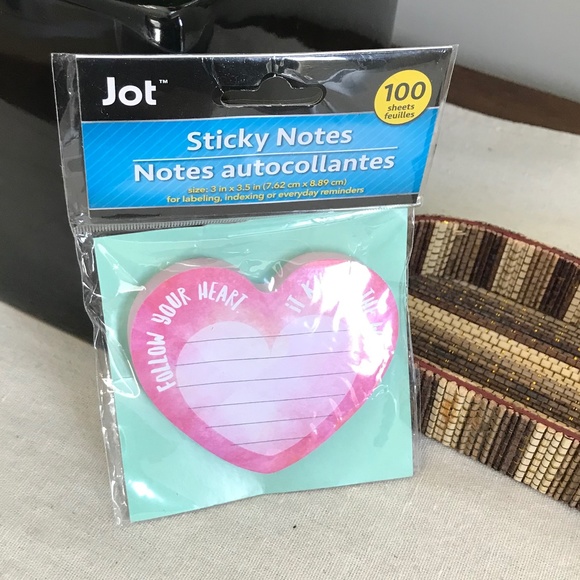 Jot™
100
sheets
feuilles
Sticky Notes
Notes autocollantes
size: 3 in x 3.5 in (7.62 cm x 8.89 cm)
for labeling, indexing or everyday reminders
FOLLOW YOUR HEART
IT